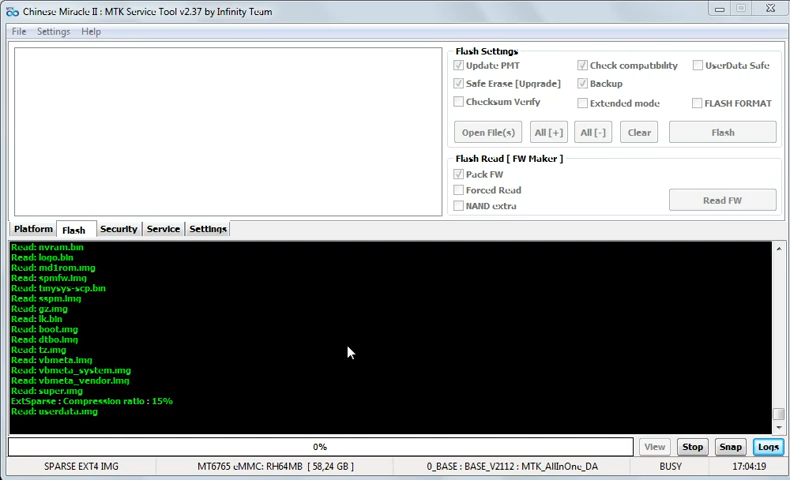 Chinese Miracle II : MTK Service Tool v2.37 by Infinity Team
File Settings Help
Flash Settings
Update PMT Check compatibility UserData Safe
Safe Erase [Upgrade] Backup
Checksum Verify Extended mode FLASH FORMAT
Open File(s) All [+] All [-] Clear Flash
Flash Read [ FW Maker ]
Pack FW
Forced Read
NAND extra
Read FW
Platform Flash Security Service Settings
Read: nvram.bin
Read: logo.bin
Read: md1rom.img
Read: spmfw.img
Read: tinysys-scp.bin
Read: sspm.img
Read: gz.img
Read: lk.bin
Read: boot.img
Read: dtbo.img
Read: tz.img
Read: vbmeta.img
Read: vbmeta_system.img
Read: vbmeta_vendor.img
Read: super.img
ExtSparse : Compression ratio : 15%
Read: userdata.img
0% View Stop Snap Logs
SPARSE EXT4 IMG MT6765 eMMC: RH64MB [ 58,24 GB ] 0_BASE : BASE_V2112 : MTK_AllInOne_DA BUSY 17:04:19